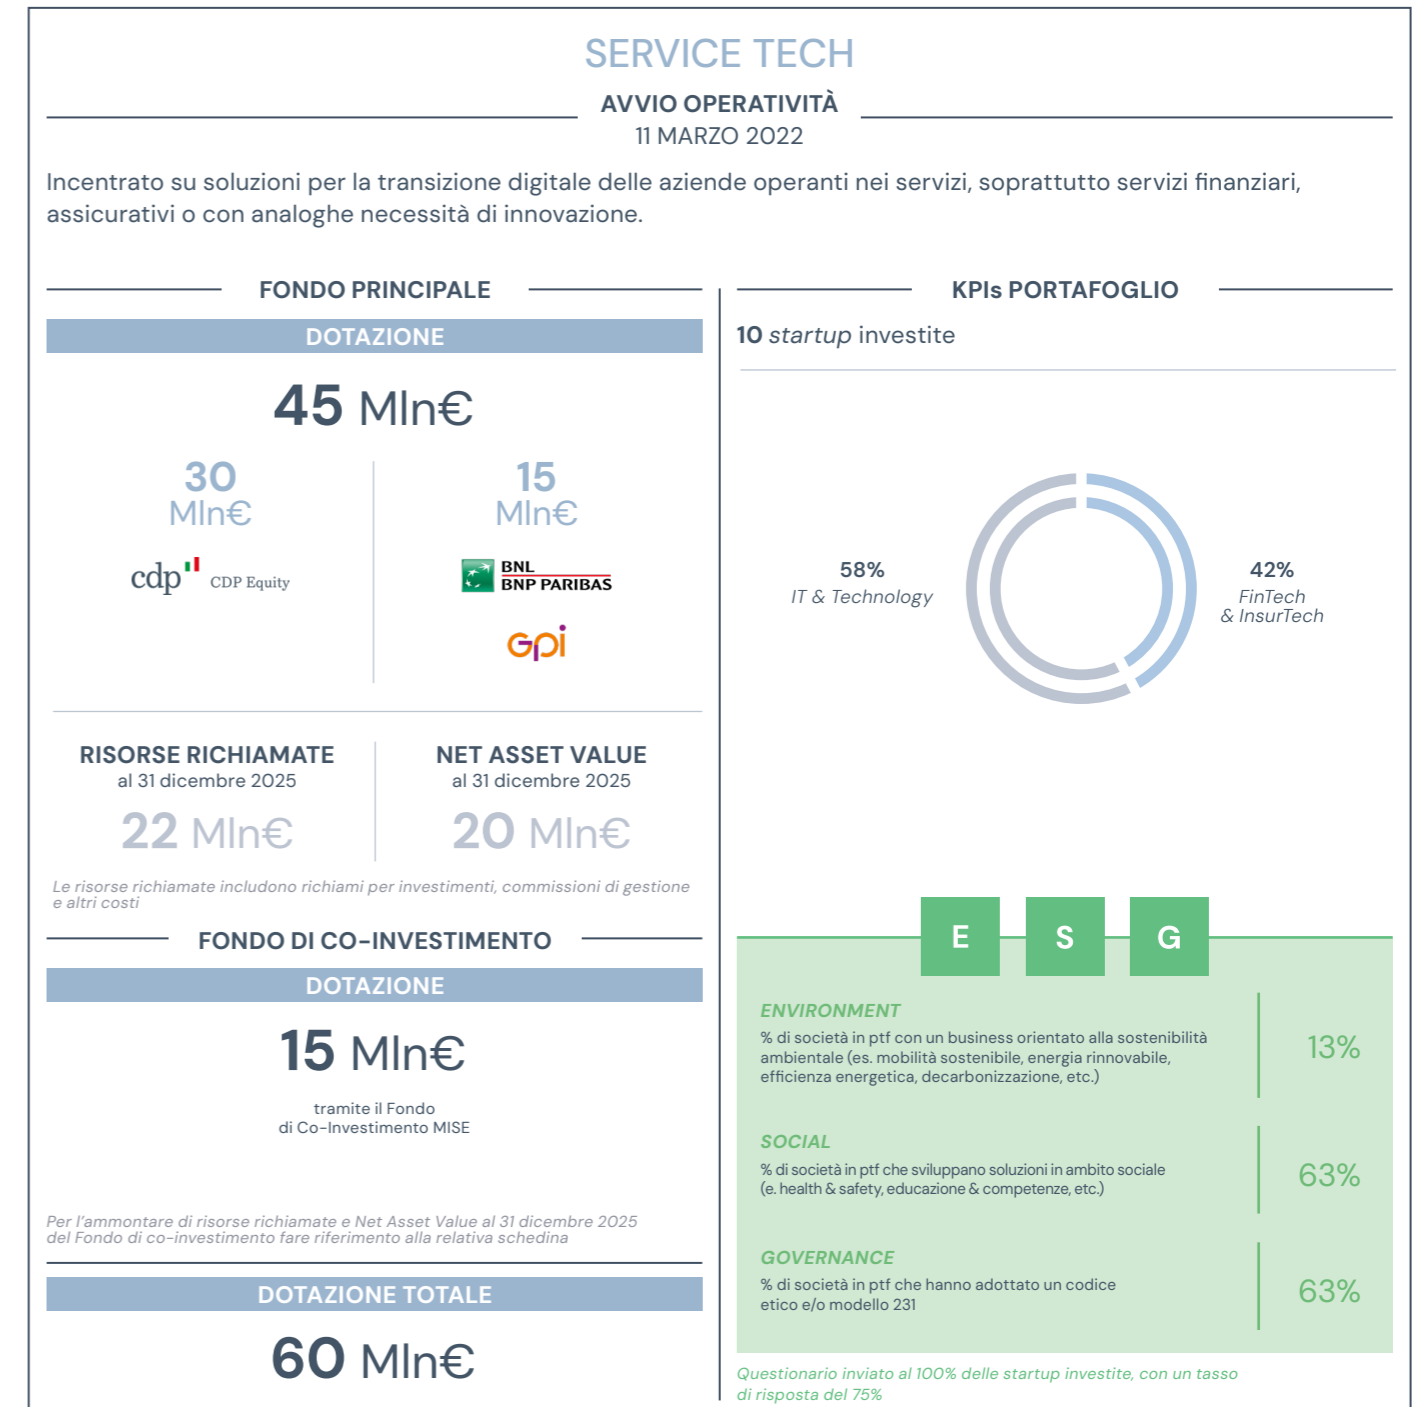 SERVICE TECH
AVVIO OPERATIVITÀ
11 MARZO 2022
Incentrato su soluzioni per la transizione digitale delle aziende operanti nei servizi, soprattutto servizi finanziari,
assicurativi o con analoghe necessità di innovazione.
FONDO PRINCIPALE
DOTAZIONE
45 Mln€
30
Mln€
cdp CDP Equity
15
Mln€
BNL
BNP PARIBAS
Gpi
RISORSE RICHIAMATE
al 31 dicembre 2025
22 Mln€
NET ASSET VALUE
al 31 dicembre 2025
20 Mln€
Le risorse richiamate includono richiami per investimenti, commissioni di gestione
e altri costi
FONDO DI CO-INVESTIMENTO
DOTAZIONE
15 Mln€
tramite il Fondo
di Co-Investimento MISE
Per l'ammontare di risorse richiamate e Net Asset Value al 31 dicembre 2025
del Fondo di co-investimento fare riferimento alla relativa schedina
DOTAZIONE TOTALE
60 Mln€
KPIs PORTAFOGLIO
10 startup investite
58%
IT & Technology
42%
FinTech
& InsurTech
E S G
ENVIRONMENT
% di società in ptf con un business orientato alla sostenibilità
ambientale (es. mobilità sostenibile, energia rinnovabile,
efficienza energetica, decarbonizzazione, etc.)
13%
SOCIAL
% di società in ptf che sviluppano soluzioni in ambito sociale
(e. health & safety, educazione & competenze, etc.)
63%
GOVERNANCE
% di società in ptf che hanno adottato un codice
etico e/o modello 231
63%
Questionario inviato al 100% delle startup investite, con un tasso
di risposta del 75%